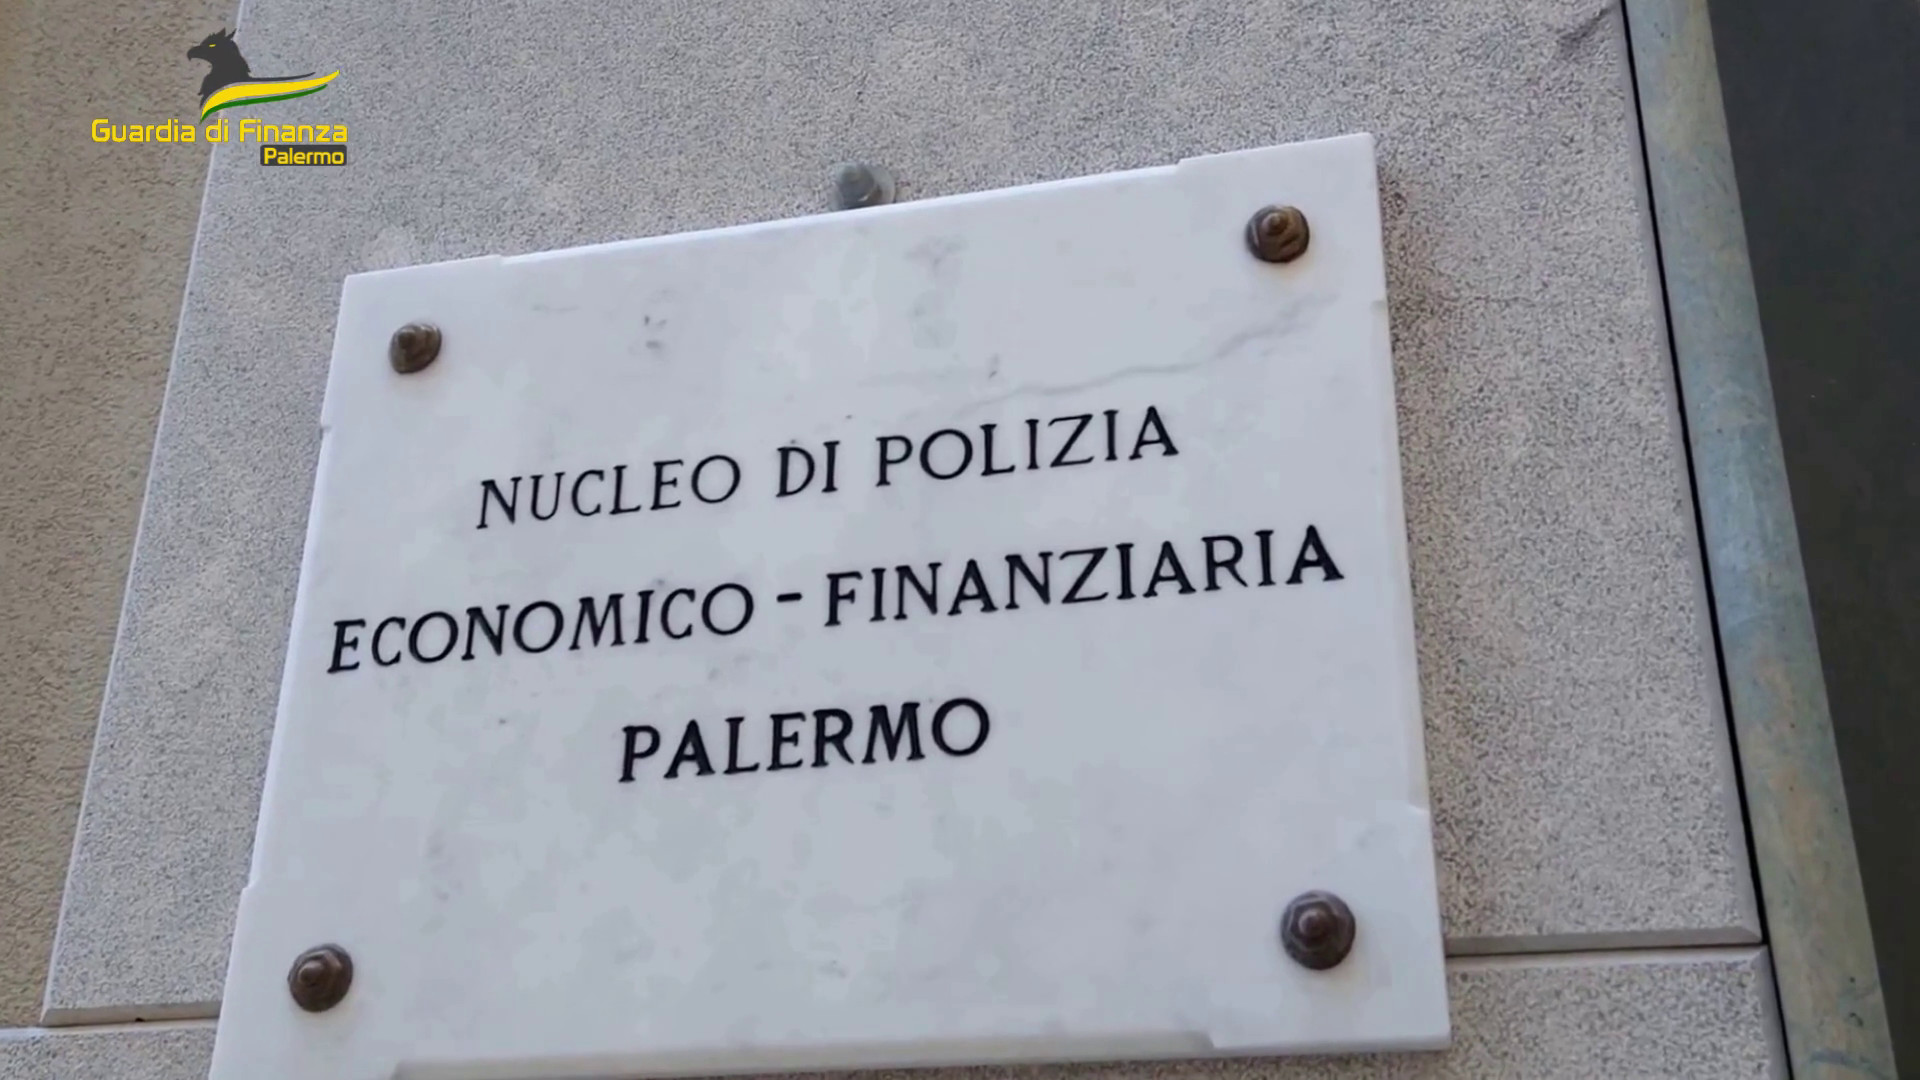 Guardia di Finanza
Palermo
NUCLEO DI POLIZIA
ECONOMICO - FINANZIARIA
PALERMO